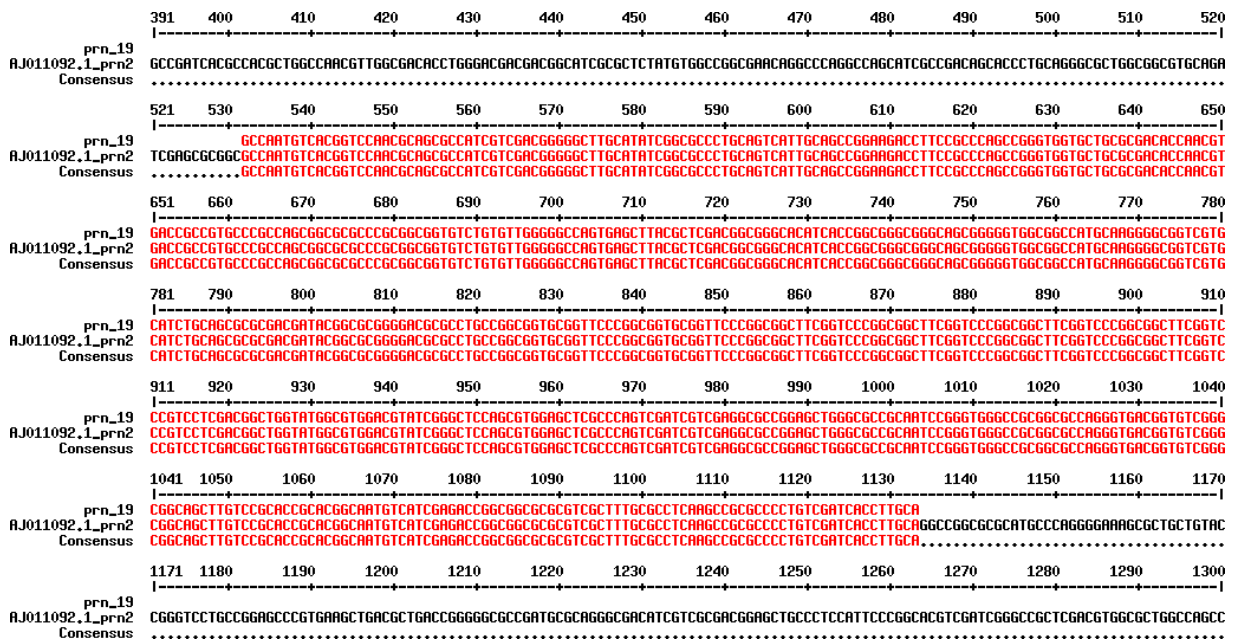 391    400       410       420       430       440       450       460       470       480       490       500       510       520
|--------+---------+---------+---------+---------+---------+---------+---------+---------+---------+---------+---------+---------|
prn_19
AJ011092.1_prn2 GCCGATCACGCCACGCTGGCCAACGTTGGCGACACCTGGGACGACGACGGCATCGCGCTCTATGTGGCCGGCGAACAGGCCCAGGCCAGCATCGCCGACAGCACCCTGCAGGGCGCTGGCGGCGTGCAGA
Consensus ..................................................................................................................................
521    530       540       550       560       570       580       590       600       610       620       630       640       650
|--------+---------+---------+---------+---------+---------+---------+---------+---------+---------+---------+---------+---------|
prn_19 GCCAATGTCACGGTCCAACGCAGCGCCATCGTCGACGGGGGCTTGCATATCGGCGCCCTGCAGTCATTGCAGCCGGAAGACCTTCCGCCCAGCCGGGTGGTGCTGCGCGACACCAACGT
AJ011092.1_prn2 TCGAGCGCGGCGCCAATGTCACGGTCCAACGCAGCGCCATCGTCGACGGGGGCTTGCATATCGGCGCCCTGCAGTCATTGCAGCCGGAAGACCTTCCGCCCAGCCGGGTGGTGCTGCGCGACACCAACGT
Consensus ...........GCCAATGTCACGGTCCAACGCAGCGCCATCGTCGACGGGGGCTTGCATATCGGCGCCCTGCAGTCATTGCAGCCGGAAGACCTTCCGCCCAGCCGGGTGGTGCTGCGCGACACCAACGT
651    660       670       680       690       700       710       720       730       740       750       760       770       780
|--------+---------+---------+---------+---------+---------+---------+---------+---------+---------+---------+---------+---------|
prn_19 GACCGCCGTGCCCGCCAGCGGCGCGCCCGCGGCGGTGTCTGTGTTGGGGGCCAGTGAGCTTACGCTCGACGGCGGGCACATCACCGGCGGGCGGGCAGCGGGGGTGGCGGCCATGCAAGGGGCGGTCGTG
AJ011092.1_prn2 GACCGCCGTGCCCGCCAGCGGCGCGCCCGCGGCGGTGTCTGTGTTGGGGGCCAGTGAGCTTACGCTCGACGGCGGGCACATCACCGGCGGGCGGGCAGCGGGGGTGGCGGCCATGCAAGGGGCGGTCGTG
Consensus GACCGCCGTGCCCGCCAGCGGCGCGCCCGCGGCGGTGTCTGTGTTGGGGGCCAGTGAGCTTACGCTCGACGGCGGGCACATCACCGGCGGGCGGGCAGCGGGGGTGGCGGCCATGCAAGGGGCGGTCGTG
781    790       800       810       820       830       840       850       860       870       880       890       900       910
|--------+---------+---------+---------+---------+---------+---------+---------+---------+---------+---------+---------+---------|
prn_19 CATCTGCAGCGCGCGACGATACGGCGCGGGGACGCGCCTGCCGGCGGTGCGGTTCCCGGCGGTGCGGTTCCCGGCGGCTTCGGTCCCGGCGGCTTCGGTCCCGGCGGCTTCGGTCCCGGCGGCTTCGGTC
AJ011092.1_prn2 CATCTGCAGCGCGCGACGATACGGCGCGGGGACGCGCCTGCCGGCGGTGCGGTTCCCGGCGGTGCGGTTCCCGGCGGCTTCGGTCCCGGCGGCTTCGGTCCCGGCGGCTTCGGTCCCGGCGGCTTCGGTC
Consensus CATCTGCAGCGCGCGACGATACGGCGCGGGGACGCGCCTGCCGGCGGTGCGGTTCCCGGCGGTGCGGTTCCCGGCGGCTTCGGTCCCGGCGGCTTCGGTCCCGGCGGCTTCGGTCCCGGCGGCTTCGGTC
911    920       930       940       950       960       970       980       990       1000      1010      1020      1030      1040
|--------+---------+---------+---------+---------+---------+---------+---------+---------+---------+---------+---------+---------|
prn_19 CCGTCCTCGACGGCTGGTATGGCGTGGACGTATCGGGCTCCAGCGTGGAGCTCGCCCAGTCGATCGTCGAGGCGCCGGAGCTGGGCGCCGCAATCCGGGTGGGCCGCGGCGCCAGGGTGACGGTGTCGGG
AJ011092.1_prn2 CCGTCCTCGACGGCTGGTATGGCGTGGACGTATCGGGCTCCAGCGTGGAGCTCGCCCAGTCGATCGTCGAGGCGCCGGAGCTGGGCGCCGCAATCCGGGTGGGCCGCGGCGCCAGGGTGACGGTGTCGGG
Consensus CCGTCCTCGACGGCTGGTATGGCGTGGACGTATCGGGCTCCAGCGTGGAGCTCGCCCAGTCGATCGTCGAGGCGCCGGAGCTGGGCGCCGCAATCCGGGTGGGCCGCGGCGCCAGGGTGACGGTGTCGGG
1041   1050      1060      1070      1080      1090      1100      1110      1120      1130      1140      1150      1160      1170
|--------+---------+---------+---------+---------+---------+---------+---------+---------+---------+---------+---------+---------|
prn_19 CGGCAGCTTGTCCGCACCGCACGGCAATGTCATCGAGACCGGCGGCGCGCGTCGCTTTGCGCCTCAAGCCGCGCCCCTGTCGATCACCTTGCA
AJ011092.1_prn2 CGGCAGCTTGTCCGCACCGCACGGCAATGTCATCGAGACCGGCGGCGCGCGTCGCTTTGCGCCTCAAGCCGCGCCCCTGTCGATCACCTTGCAGGCCGGCGCGCATGCCCAGGGGAAAGCGCTGCTGTAC
Consensus CGGCAGCTTGTCCGCACCGCACGGCAATGTCATCGAGACCGGCGGCGCGCGTCGCTTTGCGCCTCAAGCCGCGCCCCTGTCGATCACCTTGCA.....................................
1171   1180      1190      1200      1210      1220      1230      1240      1250      1260      1270      1280      1290      1300
|--------+---------+---------+---------+---------+---------+---------+---------+---------+---------+---------+---------+---------|
prn_19
AJ011092.1_prn2 CGGGTCCTGCCGGAGCCCGTGAAGCTGACGCTGACCGGGGGCGCCGATGCGCAGGGCGACATCGTCGCGACGGAGCTGCCCTCCATTCCCGGCACGTCGATCGGGCCGCTCGACGTGGCGCTGGCCAGCC
Consensus ..................................................................................................................................